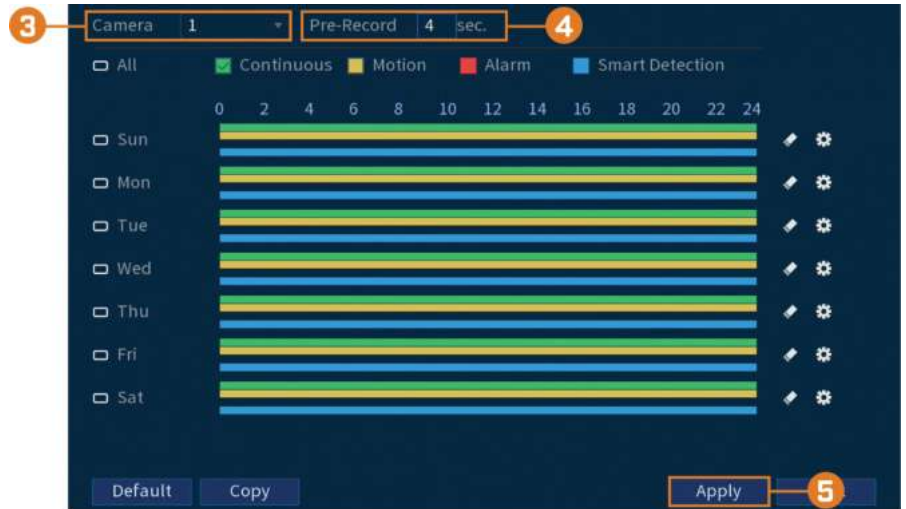 3 Camera 1 Pre-Record 4 sec. 4
All Continuous Motion Alarm Smart Detection
0 2 4 6 8 10 12 14 16 18 20 22 24
Sun
Mon
Tue
Wed
Thu
Fri
Sat
Default Copy Apply 5